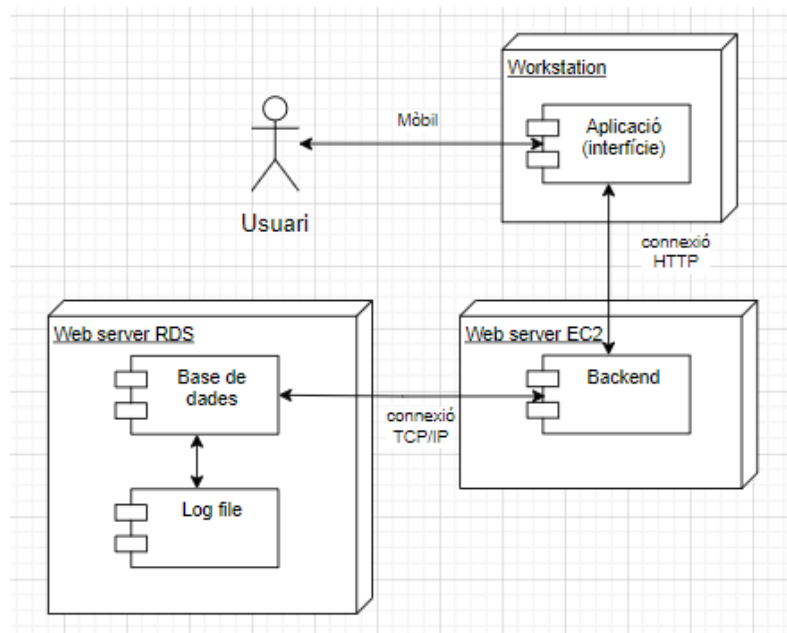 Workstation
Mòbil
Aplicació
(interfície)
Usuari
connexió
HTTP
Web server RDS
Web server EC2
Base de
dades
Backend
connexió
TCP/IP
Log file